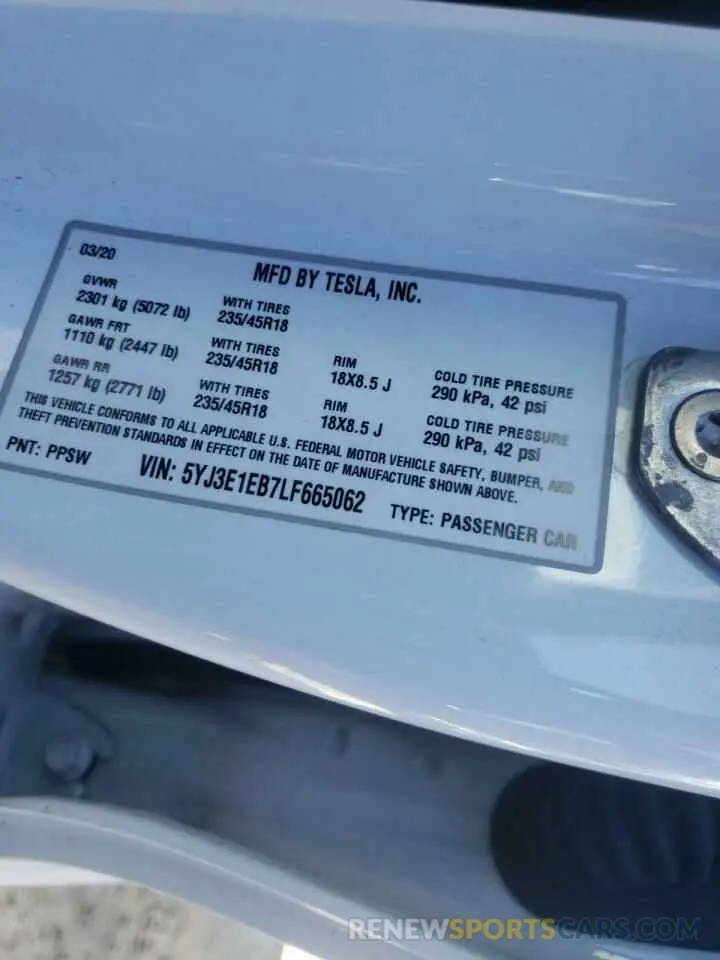 03/20
MFD BY TESLA, INC.
GVWR
2301 kg (5072 lb)
WITH TIRES
235/45R18
GAWR FRT
1110 kg (2447 lb)
WITH TIRES
235/45R18
RIM
18X8.5 J
COLD TIRE PRESSURE
290 kPa, 42 psi
GAWR RR
1257 kg (2771 lb)
WITH TIRES
235/45R18
RIM
18X8.5 J
COLD TIRE PRESSURE
290 kPa, 42 psi
THIS VEHICLE CONFORMS TO ALL APPLICABLE U.S. FEDERAL MOTOR VEHICLE SAFETY, BUMPER, AND
THEFT PREVENTION STANDARDS IN EFFECT ON THE DATE OF MANUFACTURE SHOWN ABOVE.
PNT: PPSW
VIN: 5YJ3E1EB7LF665062
TYPE: PASSENGER CAR
RENEWSPORTSCARS.COM